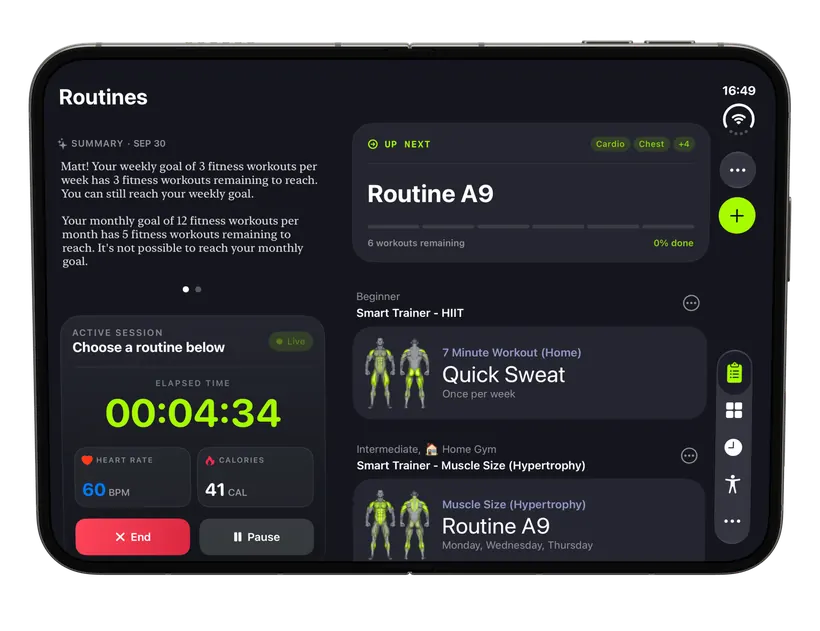 Routines
16:49
SUMMARY · SEP 30
Matt! Your weekly goal of 3 fitness workouts per
week has 3 fitness workouts remaining to reach.
You can still reach your weekly goal.
Your monthly goal of 12 fitness workouts per
month has 5 fitness workouts remaining to
reach. It's not possible to reach your monthly
goal.
ACTIVE SESSION
Choose a routine below
Live
ELAPSED TIME
00:04:34
HEART RATE
60 BPM
CALORIES
41 CAL
End
Pause
UP NEXT
Cardio
Chest
+4
Routine A9
6 workouts remaining
0% done
Beginner
Smart Trainer - HIIT
7 Minute Workout (Home)
Quick Sweat
Once per week
Intermediate, 🏠 Home Gym
Smart Trainer - Muscle Size (Hypertrophy)
Muscle Size (Hypertrophy)
Routine A9
Monday, Wednesday, Thursday